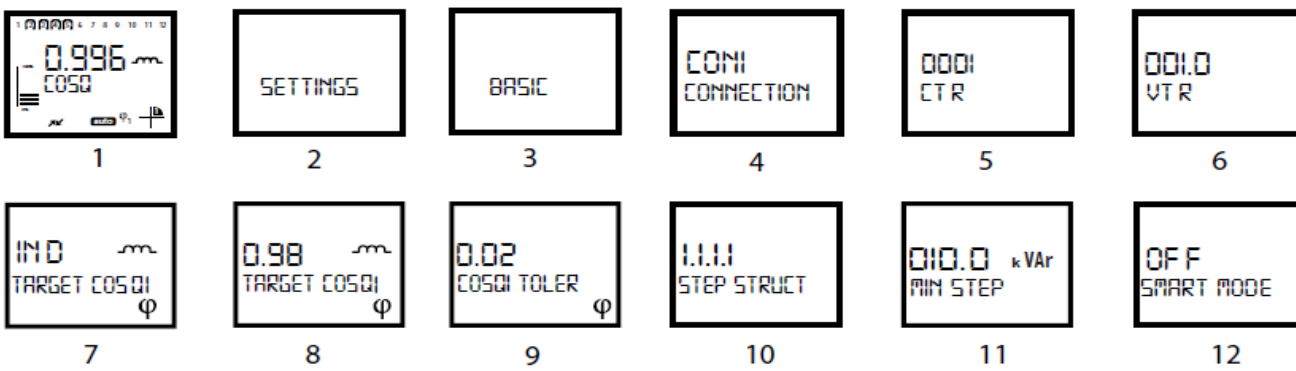 1 2 3 4 5 6 7 8 9 10 11 12
0.996
COSQ
auto φ1
1
SETTINGS
2
BASIC
3
CON1
CONNECTION
4
0001
CTR
5
001.0
VTR
6
IND
TARGET COSQ1
φ
7
0.98
TARGET COSQ1
φ
8
0.02
COSQ1 TOLER
φ
9
1.1.1.1
STEP STRUCT
10
010.0 kVAr
MIN STEP
11
OFF
SMART MODE
12